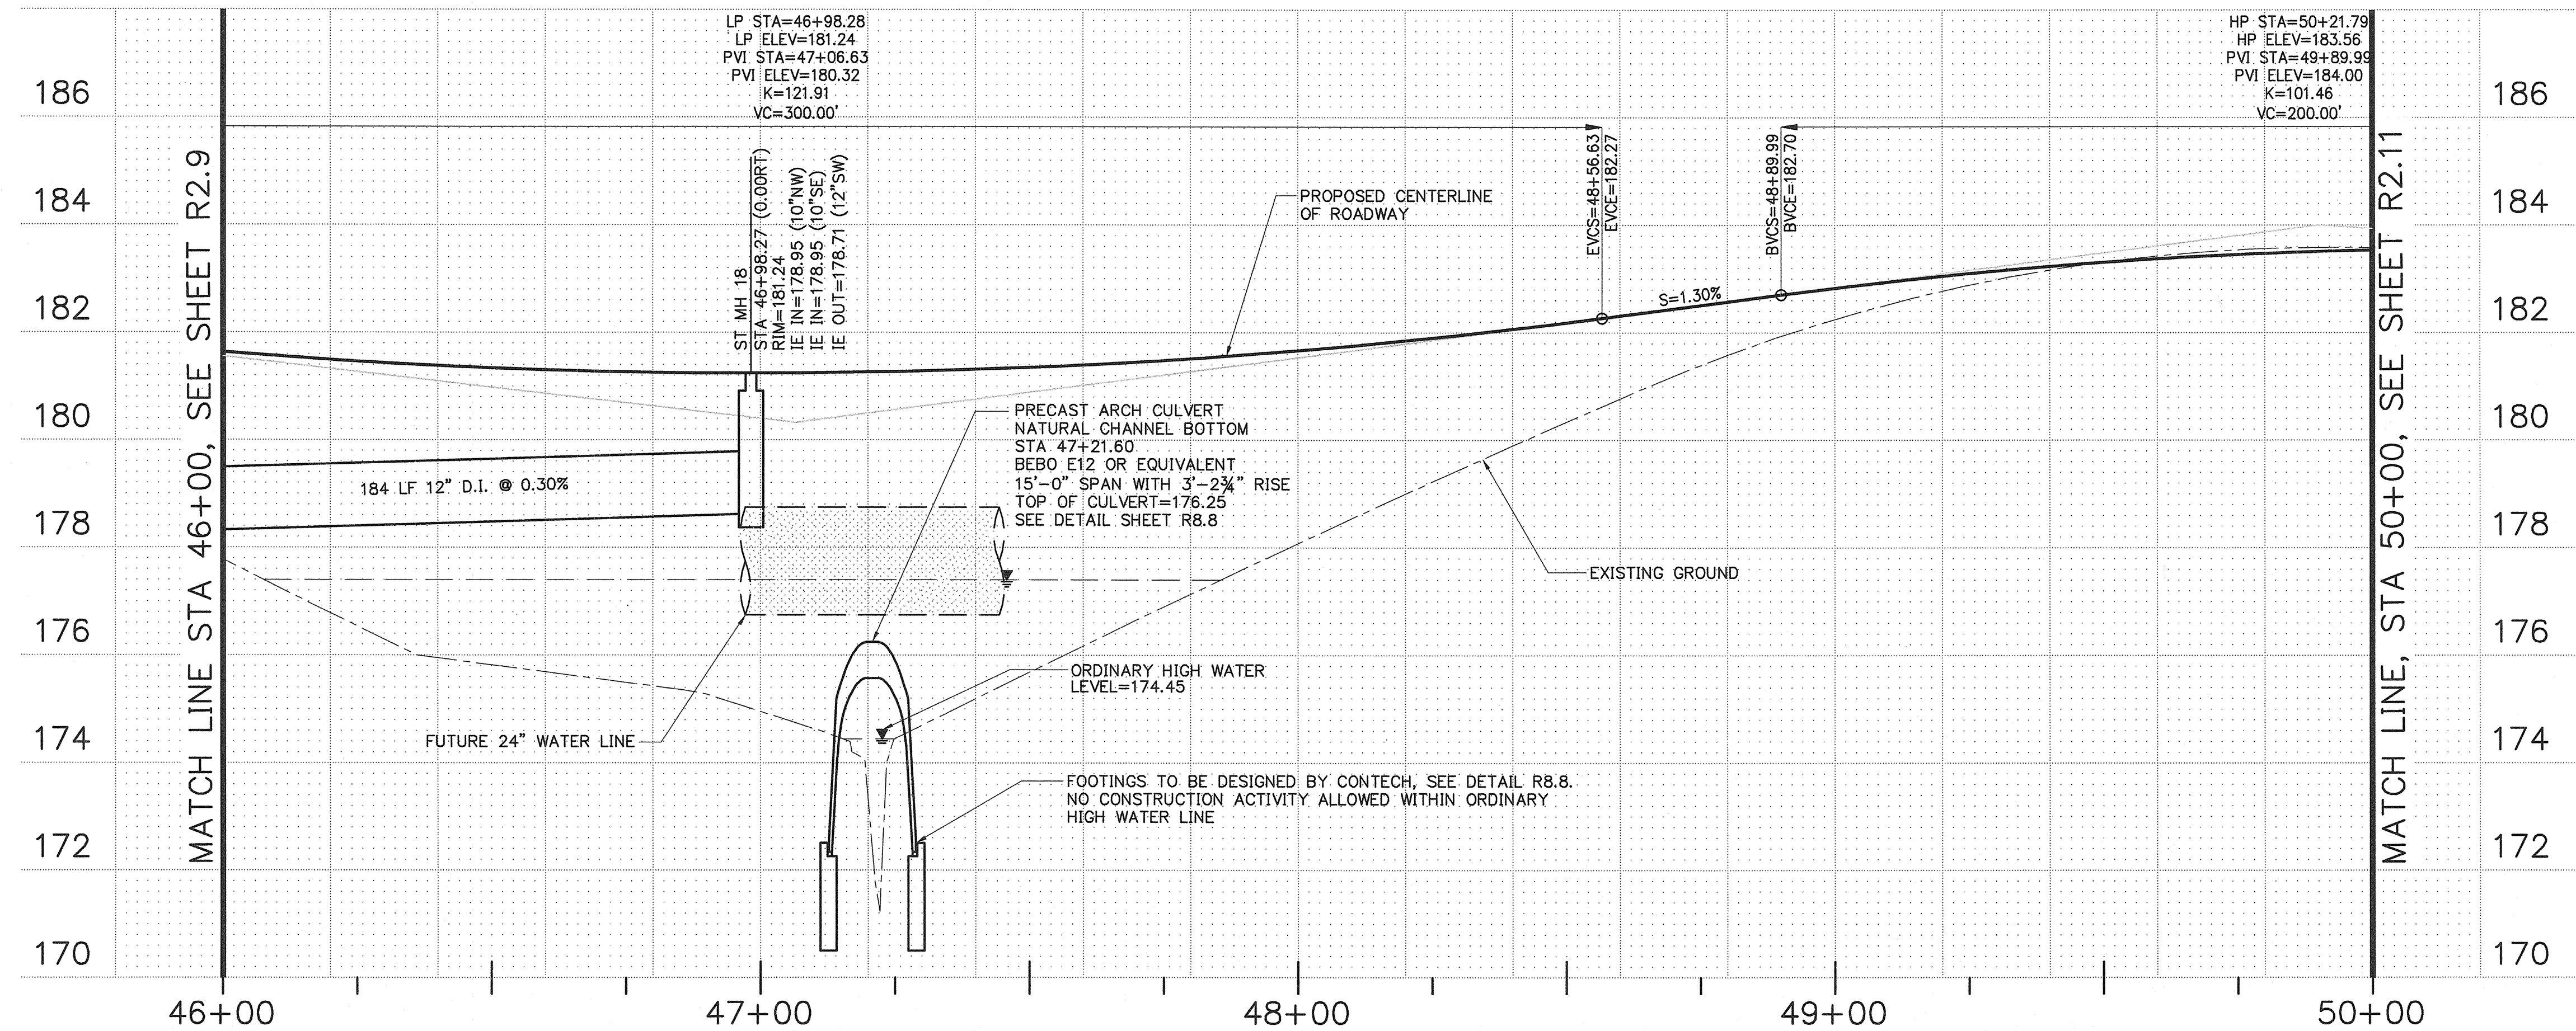 LP STA=46+98.28
LP ELEV=181.24
PVI STA=47+06.63
PVI ELEV=180.32
K=121.91
VC=300.00'
HP STA=50+21.79
HP ELEV=183.56
PVI STA=49+89.99
PVI ELEV=184.00
K=101.46
VC=200.00'
186
184
182
180
178
176
174
172
170
MATCH LINE STA 46+00, SEE SHEET R2.9
ST MH 18
STA 46+98.27 (0.00RT)
RIM=181.24
IE IN=178.95 (10"NW)
IE IN=178.95 (10"SE)
IE OUT=178.71 (12"SW)
PROPOSED CENTERLINE
OF ROADWAY
EVCS=48+56.63
EVCE=182.27
BVCS=48+89.99
BVCE=182.70
S=1.30%
184 LF 12" D.I. @ 0.30%
PRECAST ARCH CULVERT
NATURAL CHANNEL BOTTOM
STA 47+21.60
BEBO E12 OR EQUIVALENT
15'-0" SPAN WITH 3'-2¾" RISE
TOP OF CULVERT=176.25
SEE DETAIL SHEET R8.8
EXISTING GROUND
ORDINARY HIGH WATER
LEVEL=174.45
FUTURE 24" WATER LINE
FOOTINGS TO BE DESIGNED BY CONTECH, SEE DETAIL R8.8.
NO CONSTRUCTION ACTIVITY ALLOWED WITHIN ORDINARY
HIGH WATER LINE
MATCH LINE, STA 50+00, SEE SHEET R2.11
186
184
182
180
178
176
174
172
170
46+00
47+00
48+00
49+00
50+00